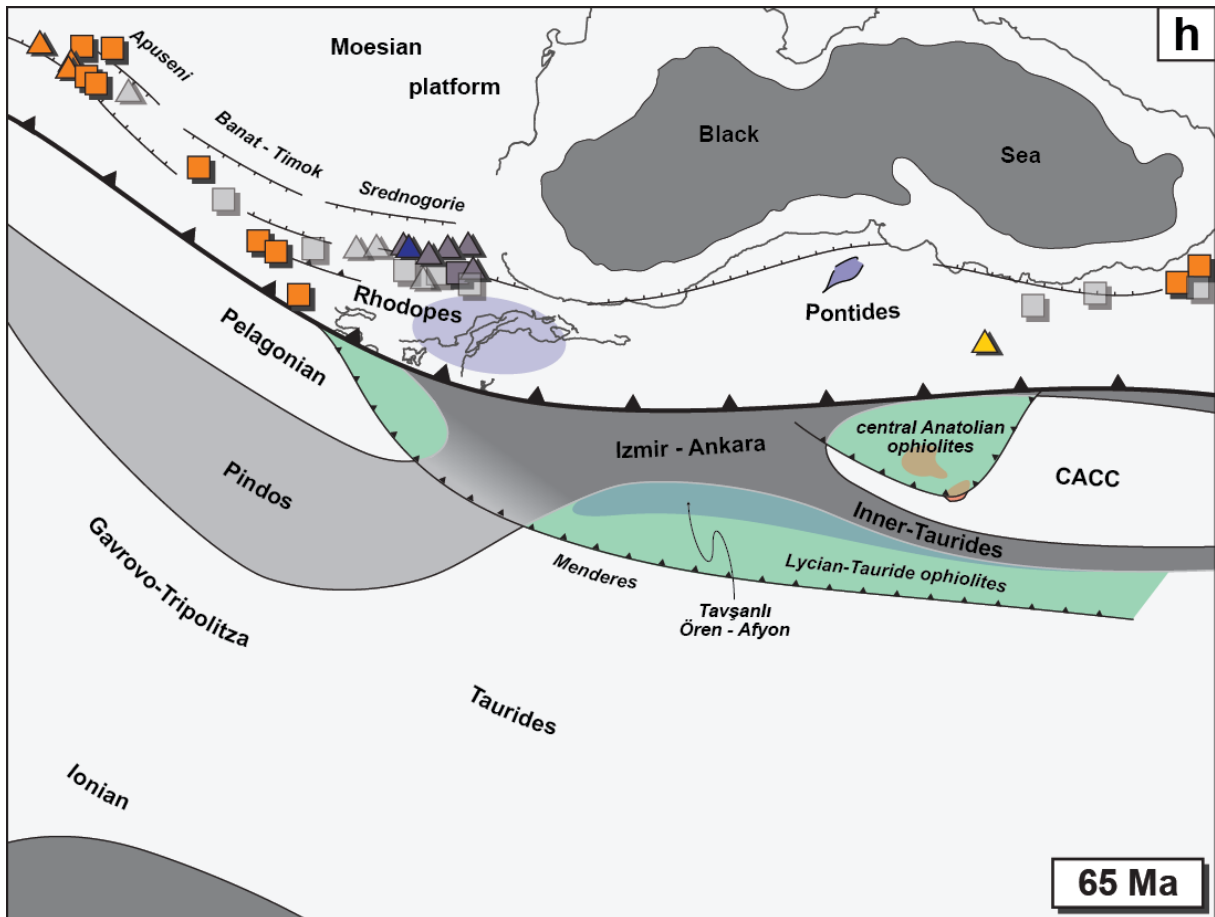 h
Apuseni
Moesian
platform
Banat - Timok
Black
Sea
Srednogorie
Rhodopes
Pontides
Pelagonian
central Anatolian
ophiolites
Izmir - Ankara
CACC
Pindos
Inner-Taurides
Gavrovo-Tripolitza
Menderes
Lycian-Tauride ophiolites
Tavşanlı
Ören - Afyon
Taurides
Ionian
65 Ma